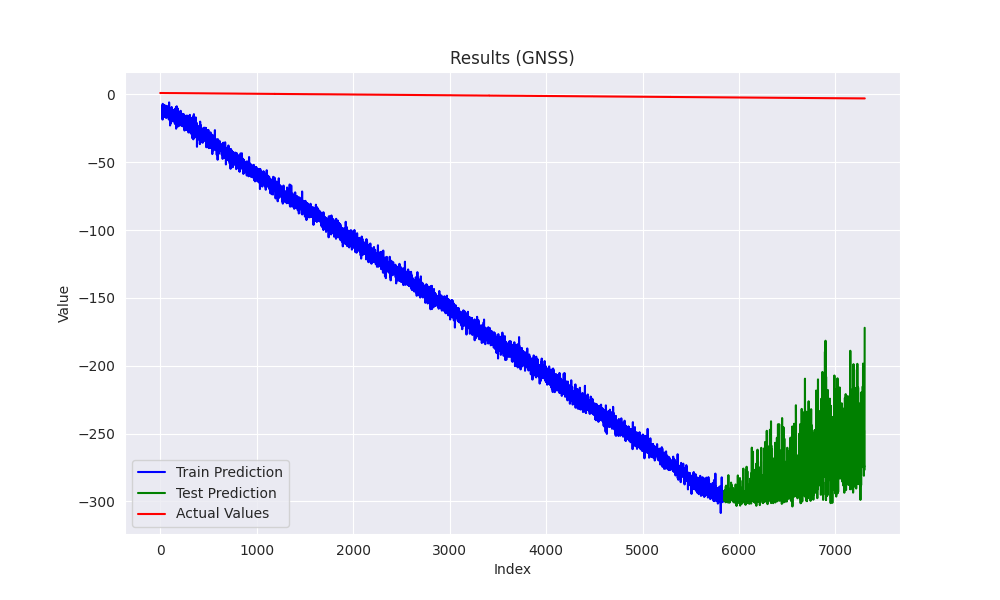 Results (GNSS)
0
−50
−100
−150
−200
−250
−300
Value
Train Prediction
Test Prediction
Actual Values
0 1000 2000 3000 4000 5000 6000 7000
Index